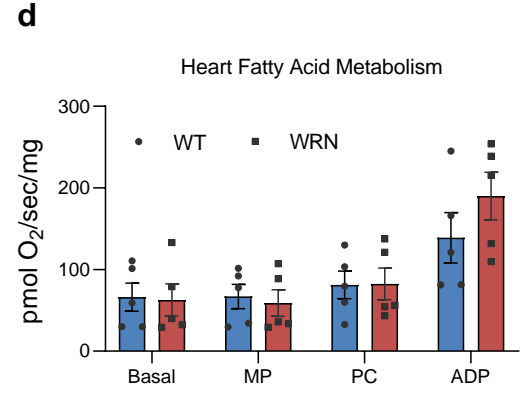 d
Heart Fatty Acid Metabolism
pmol O₂/sec/mg
300
200
100
0
WT WRN
Basal MP PC ADP